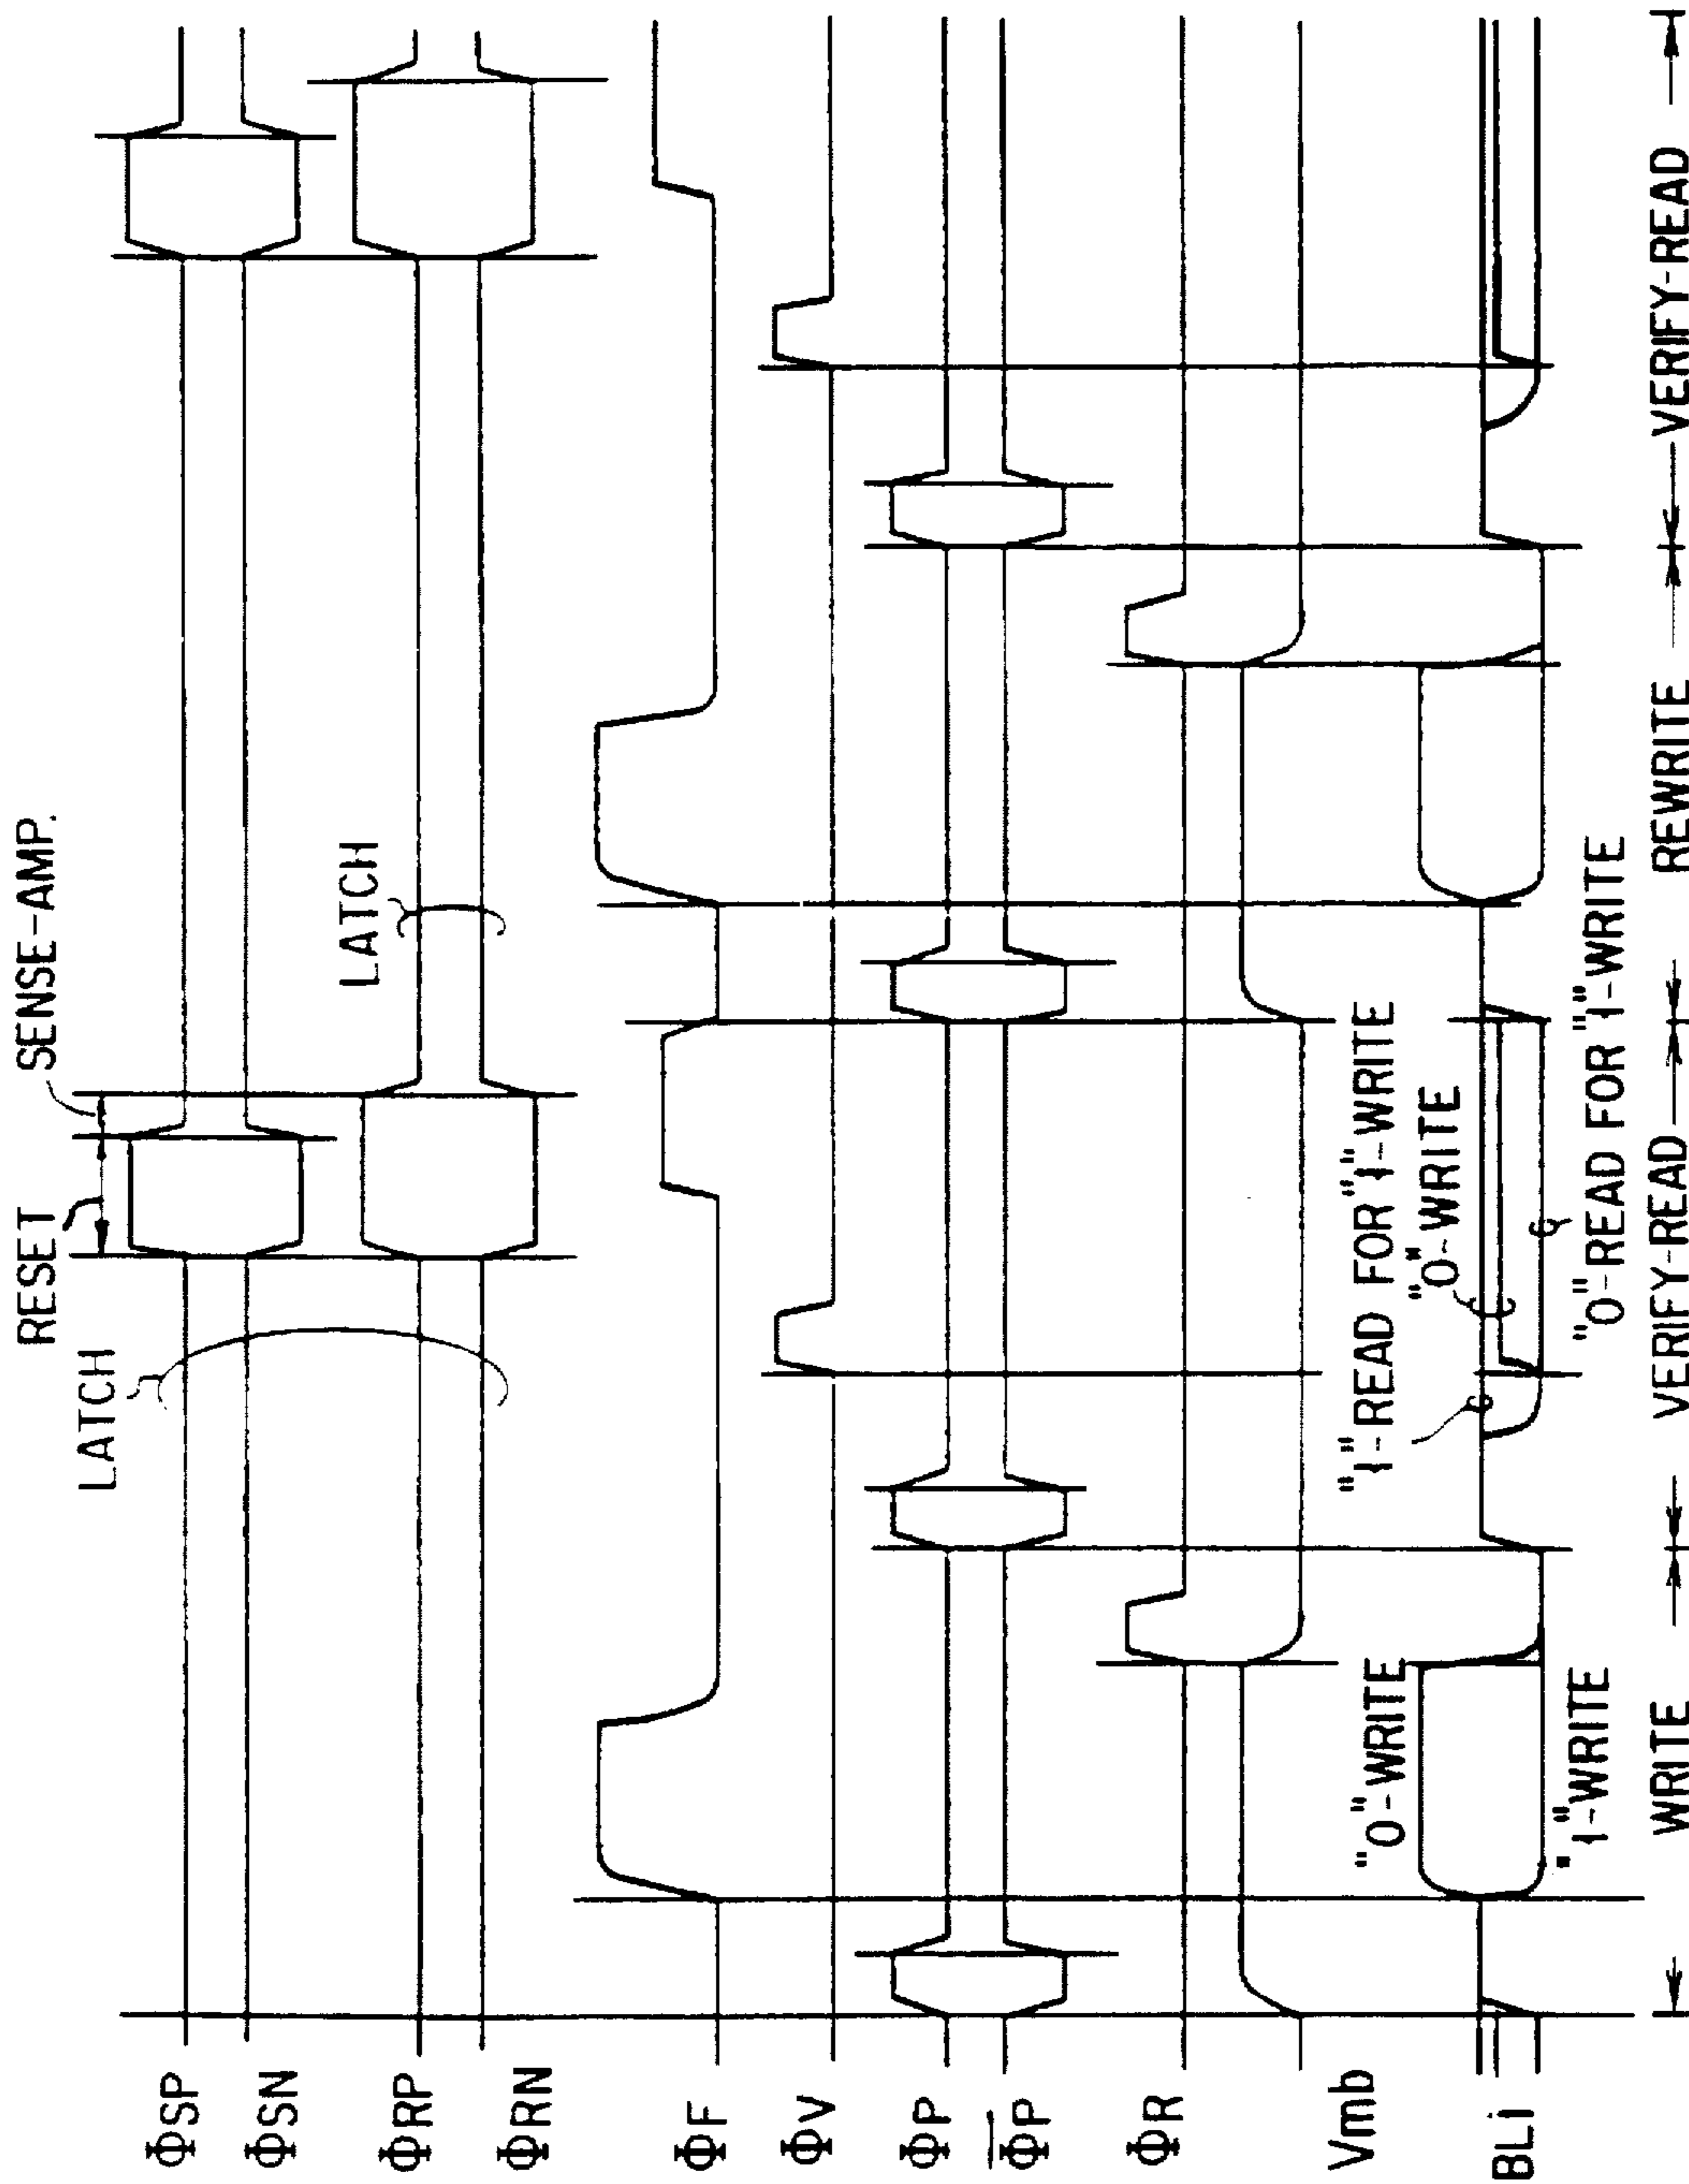 RESET
SENSE-AMP.
LATCH
LATCH
ΦSP
ΦSN
ΦRP
ΦRN
ΦF
ΦV
ΦP
Φ̅P̅
ΦR
Vmb
BLi
"0"-WRITE
"1"-WRITE
"1"-READ FOR "1"-WRITE
"0"-WRITE
"0"-READ FOR "1"-WRITE
WRITE
VERIFY-READ
REWRITE
VERIFY-READ